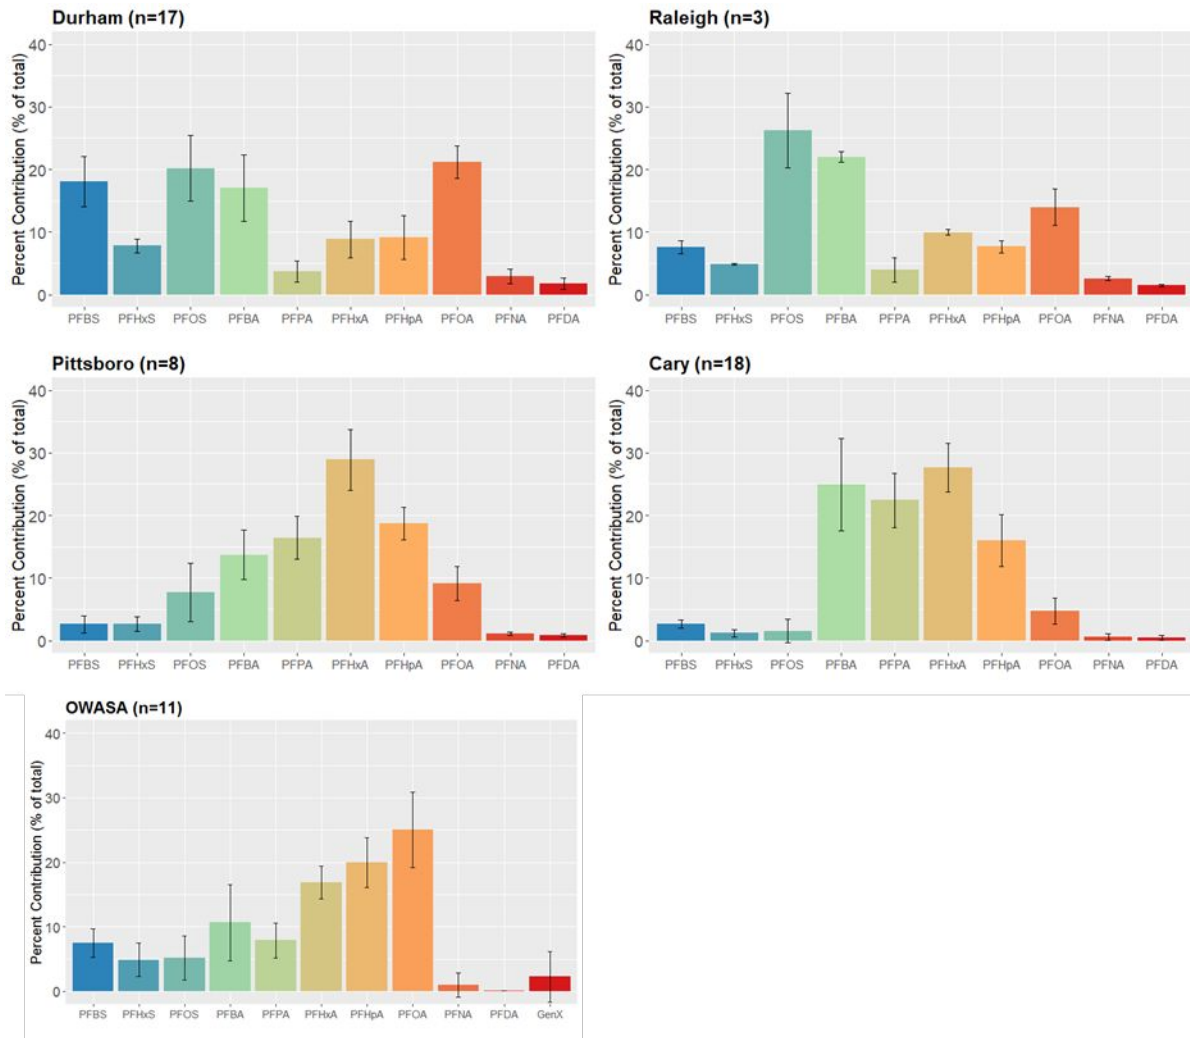 Durham (n=17)
Percent Contribution (% of total)
40
30
20
10
0
PFBS PFHxS PFOS PFBA PFPA PFHxA PFHpA PFOA PFNA PFDA
Raleigh (n=3)
Percent Contribution (% of total)
40
30
20
10
0
PFBS PFHxS PFOS PFBA PFPA PFHxA PFHpA PFOA PFNA PFDA
Pittsboro (n=8)
Percent Contribution (% of total)
40
30
20
10
0
PFBS PFHxS PFOS PFBA PFPA PFHxA PFHpA PFOA PFNA PFDA
Cary (n=18)
Percent Contribution (% of total)
40
30
20
10
0
PFBS PFHxS PFOS PFBA PFPA PFHxA PFHpA PFOA PFNA PFDA
OWASA (n=11)
Percent Contribution (% of total)
40
30
20
10
0
PFBS PFHxS PFOS PFBA PFPA PFHxA PFHpA PFOA PFNA PFDA GenX